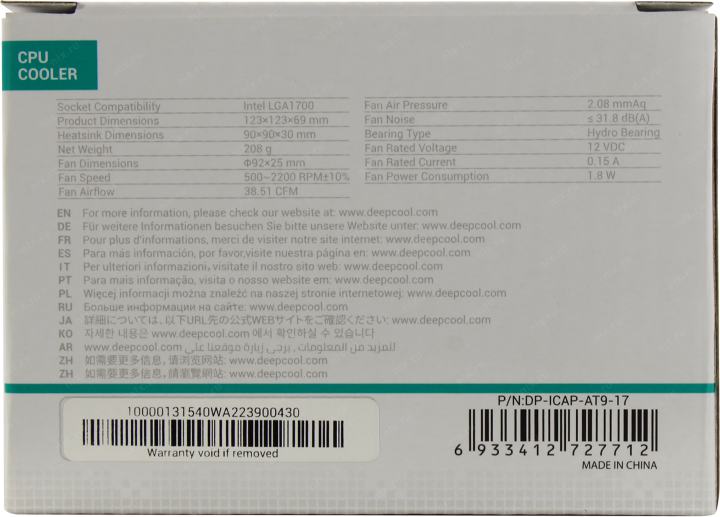 CPU
COOLER
Socket Compatibility Intel LGA1700
Product Dimensions 123×123×69 mm
Heatsink Dimensions 90×90×30 mm
Net Weight 208 g
Fan Dimensions Φ92×25 mm
Fan Speed 500~2200 RPM±10%
Fan Airflow 38.51 CFM
Fan Air Pressure 2.08 mmAq
Fan Noise ≤ 31.8 dB(A)
Bearing Type Hydro Bearing
Fan Rated Voltage 12 VDC
Fan Rated Current 0.15 A
Fan Power Consumption 1.8 W
EN For more information, please check our website at: www.deepcool.com
DE Für weitere Informationen besuchen Sie bitte unsere Website unter: www.deepcool.com
FR Pour plus d'informations, merci de visiter notre site internet: www.deepcool.com
ES Para más información, por favor,visite nuestra página en: www.deepcool.com
IT Per ulteriori informazioni, visitate il nostro sito web: www.deepcool.com
PT Para mais informação, visita o nosso website em: www.deepcool.com
PL Więcej informacji można znaleźć na naszej stronie internetowej: www.deepcool.com
RU Больше информации на сайте: www.deepcool.com
JA 詳細については、以下URL先の公式WEBサイトをご確認ください: www.deepcool.com
KO 자세한 내용은 www.deepcool.com 에서 확인하실 수 있습니다
AR للمزيد من المعلومات , يرجى زيارة موقعنا على www.deepcool.com
ZH 如需要更多信息, 请浏览网站: www.deepcool.com
ZH 如需要更多信息, 請瀏覽網站: www.deepcool.com
10000131540WA223900430
Warranty void if removed
P/N:DP-ICAP-AT9-17
6 933412 727712
MADE IN CHINA